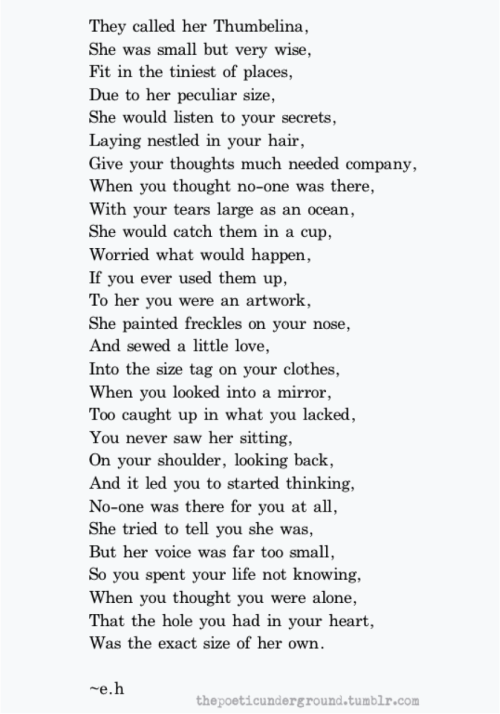 They called her Thumbelina,
She was small but very wise,
Fit in the tiniest of places,
Due to her peculiar size,
She would listen to your secrets,
Laying nestled in your hair,
Give your thoughts much needed company,
When you thought no-one was there,
With your tears large as an ocean,
She would catch them in a cup,
Worried what would happen,
If you ever used them up,
To her you were an artwork,
She painted freckles on your nose,
And sewed a little love,
Into the size tag on your clothes,
When you looked into a mirror,
Too caught up in what you lacked,
You never saw her sitting,
On your shoulder, looking back,
And it led you to started thinking,
No-one was there for you at all,
She tried to tell you she was,
But her voice was far too small,
So you spent your life not knowing,
When you thought you were alone,
That the hole you had in your heart,
Was the exact size of her own.
~e.h
thepoeticunderground.tumblr.com